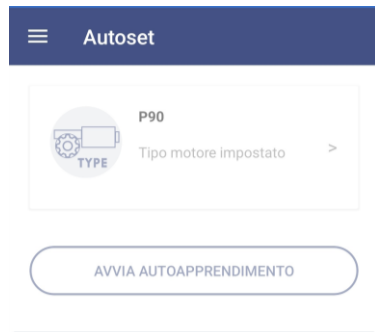 Autoset
P90
Tipo motore impostato >
TYPE
AVVIA AUTOAPPRENDIMENTO